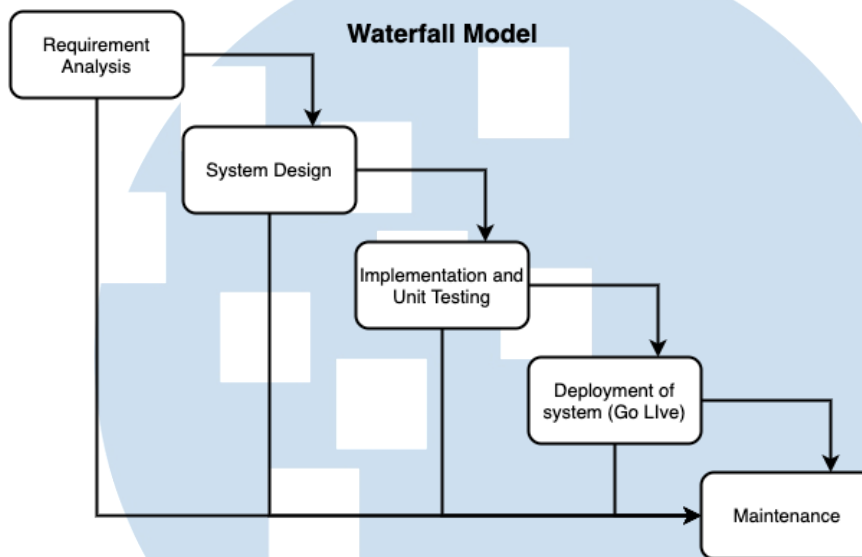 Waterfall Model
Requirement
Analysis
System Design
Implementation and
Unit Testing
Deployment of
system (Go LIve)
Maintenance